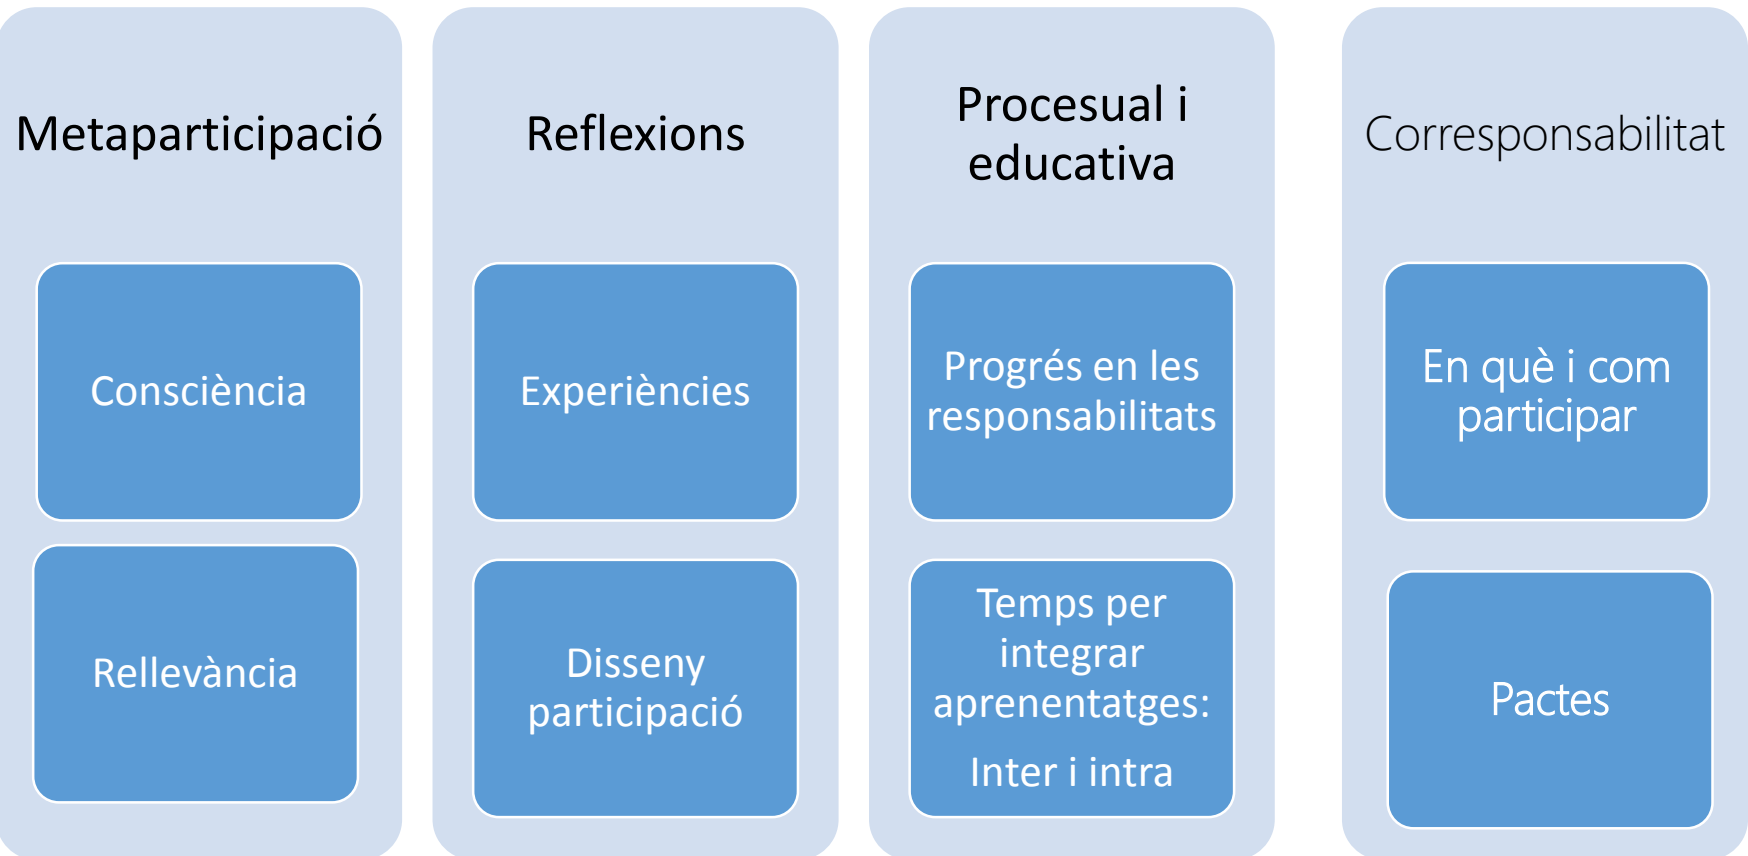 Metaparticipació
Consciència
Rellevància
Reflexions
Experiències
Disseny
participació
Procesual i
educativa
Progrés en les
responsabilitats
Temps per
integrar
aprenentatges:
Inter i intra
Corresponsabilitat
En què i com
participar
Pactes